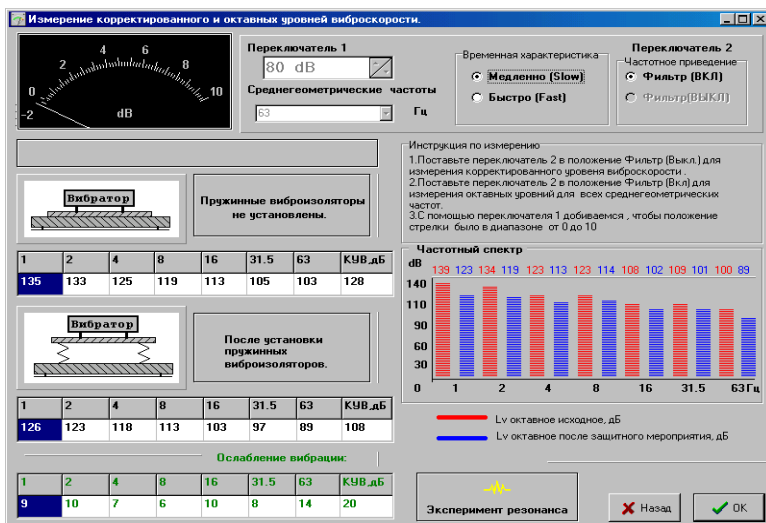 Измерение корректированного и октавных уровней виброскорости.
-2 0 2 4 6 8 10
dB
Переключатель 1
80 dB
Среднегеометрические частоты
63 Гц
Временная характеристика
Медленно (Slow)
Быстро (Fast)
Переключатель 2
Частотное приведение
Фильтр (ВКЛ)
Фильтр(ВЫКЛ)
Инструкция по измерению
1.Поставьте переключатель 2 в положение Фильтр (Выкл.) для
измерения корректированного уровеня виброскорости .
2.Поставьте переключатель 2 в положение Фильтр (Вкл) для
измерения октавных уровний для всех среднегеометрических
частот.
3.С помощью переключателя 1 добиваемся , чтобы положение
стрелки было в диапазоне от 0 до 10
Вибратор
Пружинные виброизоляторы
не установлены.
1 2 4 8 16 31.5 63 КУВ,дБ
135 133 125 119 113 105 103 128
Вибратор
После установки
пружинных
виброизоляторов.
1 2 4 8 16 31.5 63 КУВ,дБ
126 123 118 113 103 97 89 108
Ослабление вибрации:
1 2 4 8 16 31.5 63 КУВ,дБ
9 10 7 6 10 8 14 20
Частотный спектр
dB
139 123 134 119 123 113 123 114 108 102 109 101 100 89
140
110
90
60
30
0 1 2 4 8 16 31.5 63 Гц
Lv октавное исходное, дБ
Lv октавное после защитного мероприятия, дБ
Эксперимент резонанса
Назад
OK